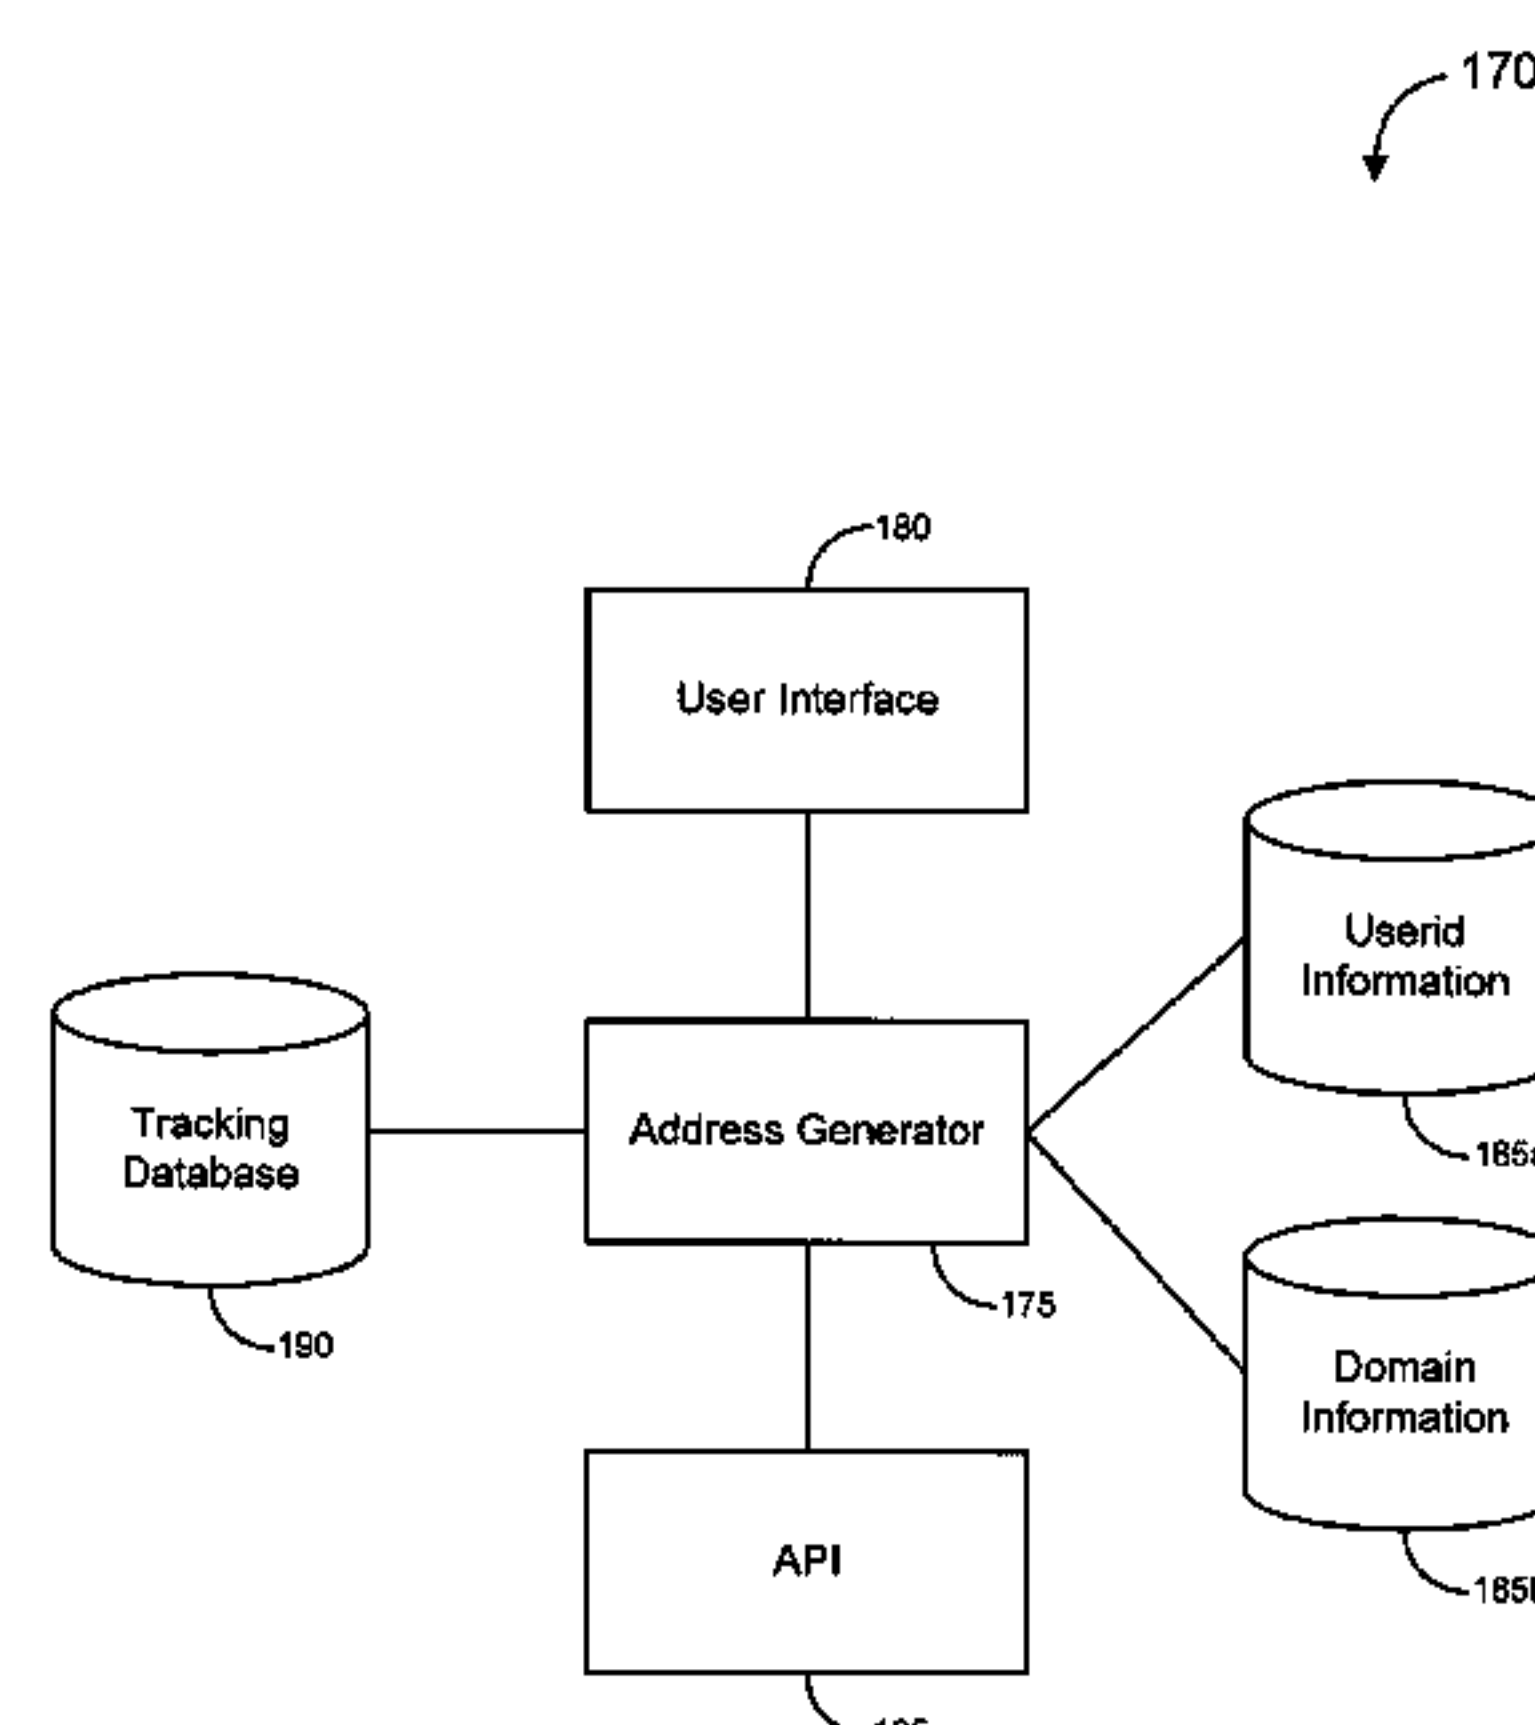 170
180
User Interface
Userid
Information
Tracking
Database
Address Generator
175
190
Domain
Information
API